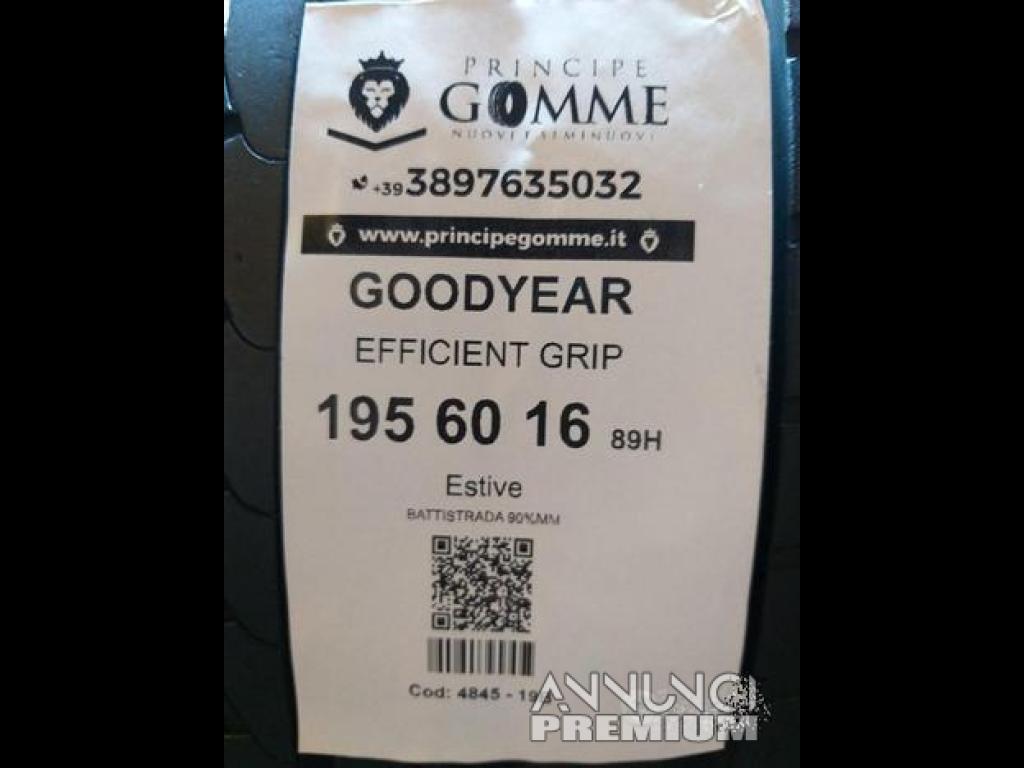 PRINCIPE
GOMME
NUOVI E SEMINUOVI
+39 3897635032
www.principegomme.it
GOODYEAR
EFFICIENT GRIP
195 60 16 89H
Estive
BATTISTRADA 90%MM
Cod: 4845 -
ANNUNCI
PREMIUM